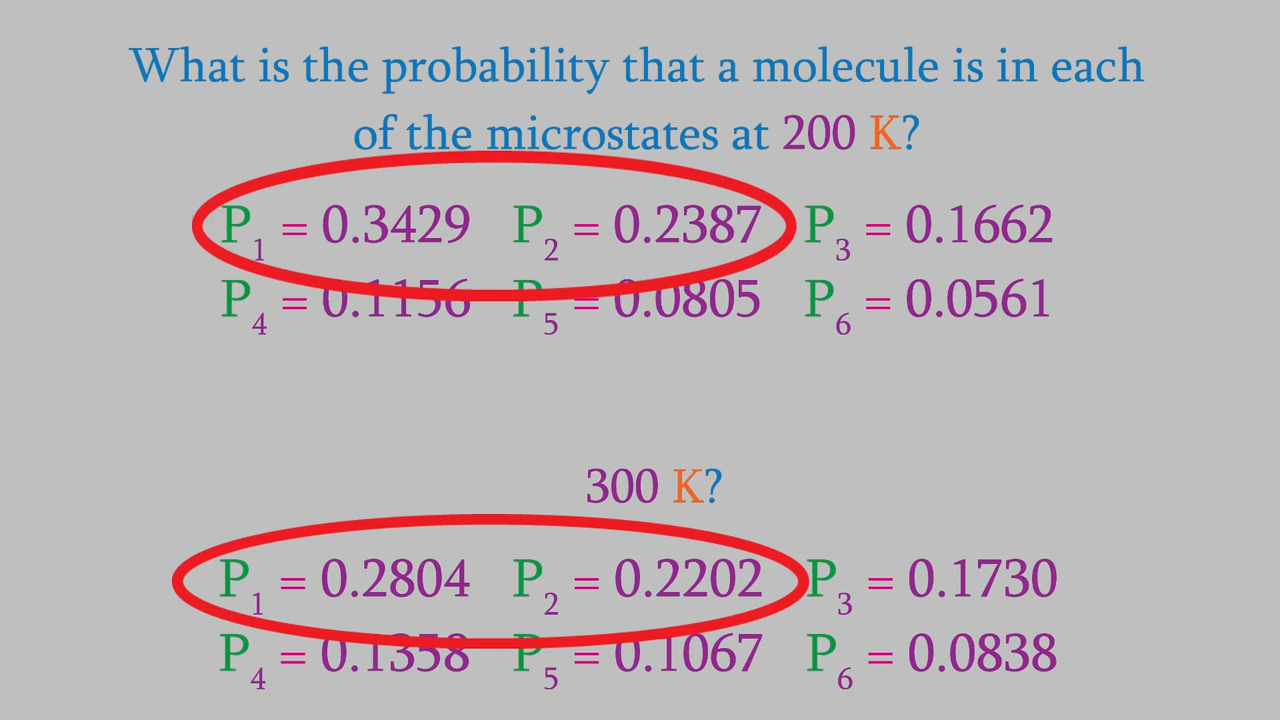 What is the probability that a molecule is in each
of the microstates at 200 K?
P₁ = 0.3429 P₂ = 0.2387 P₃ = 0.1662
P₄ = 0.1156 P₅ = 0.0805 P₆ = 0.0561
300 K?
P₁ = 0.2804 P₂ = 0.2202 P₃ = 0.1730
P₄ = 0.1358 P₅ = 0.1067 P₆ = 0.0838